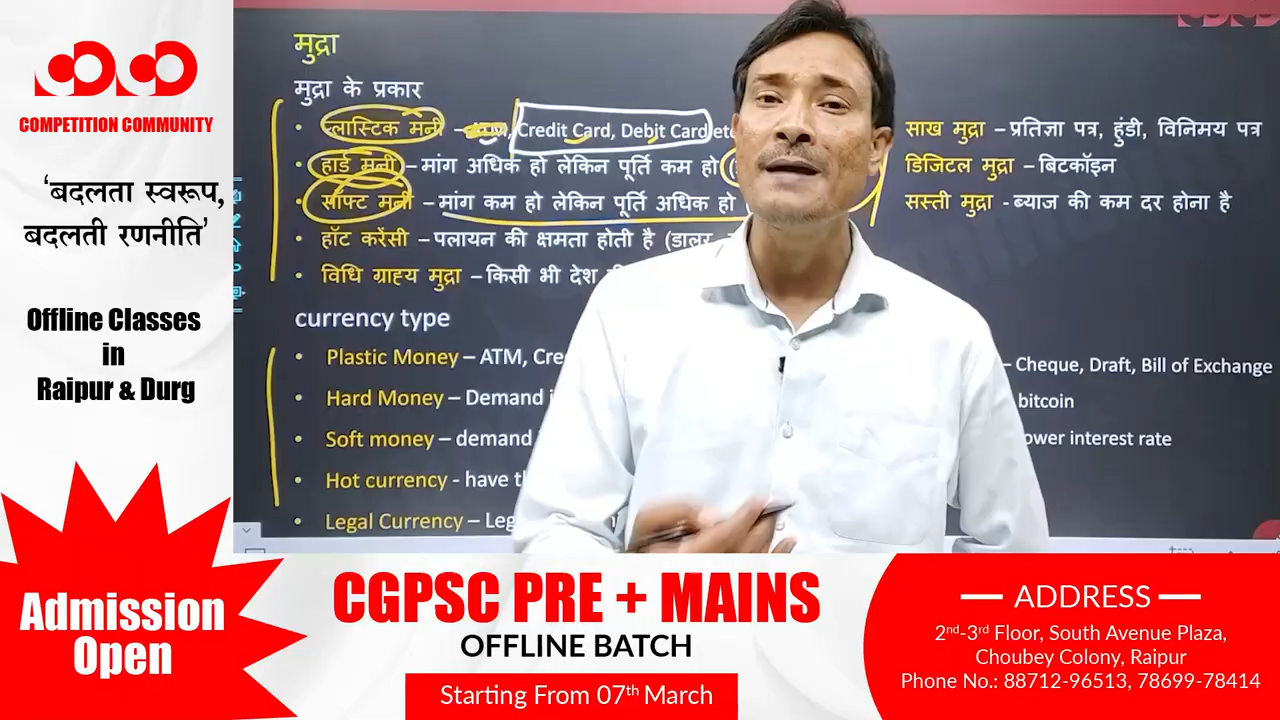 COMPETITION COMMUNITY
'बदलता स्वरूप,
बदलती रणनीति'
Offline Classes
in
Raipur & Durg
Admission
Open
मुद्रा
मुद्रा के प्रकार
• प्लास्टिक मनी – ATM, Credit Card, Debit Card etc
• हार्ड मनी – मांग अधिक हो लेकिन पूर्ति कम हो
• सॉफ्ट मनी – मांग कम हो लेकिन पूर्ति अधिक हो
• हॉट करेंसी – पलायन की क्षमता होती है (डालर
• विधि ग्राह्य मुद्रा – किसी भी देश
साख मुद्रा – प्रतिज्ञा पत्र, हुंडी, विनिमय पत्र
डिजिटल मुद्रा – बिटकॉइन
सस्ती मुद्रा - ब्याज की कम दर होना है
currency type
• Plastic Money – ATM, Cre
• Hard Money – Demand
• Soft money – demand
• Hot currency - have
• Legal Currency – Leg
– Cheque, Draft, Bill of Exchange
bitcoin
ower interest rate
CGPSC PRE + MAINS
OFFLINE BATCH
Starting From 07th March
ADDRESS
2nd-3rd Floor, South Avenue Plaza,
Choubey Colony, Raipur
Phone No.: 88712-96513, 78699-78414